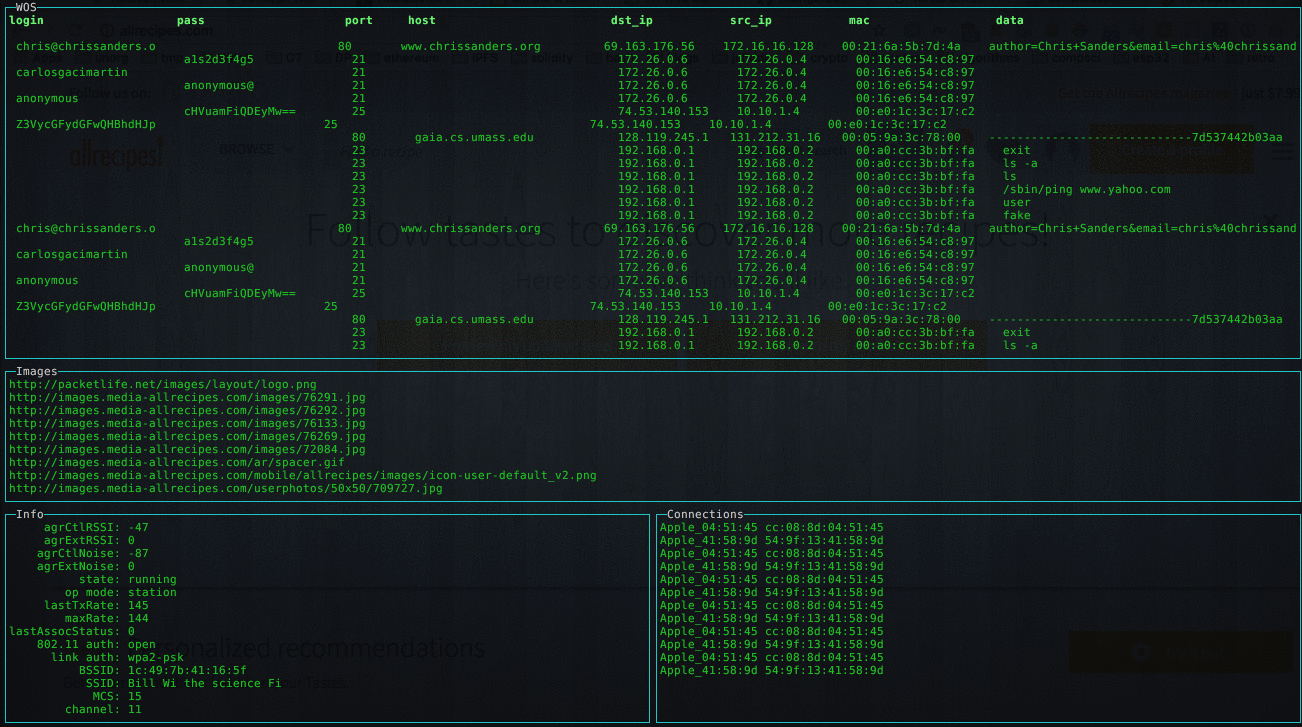 WOS
login pass port host dst_ip src_ip mac data
chris@chrissanders.o 80 www.chrissanders.org 69.163.176.56 172.16.16.128 00:21:6a:5b:7d:4a author=Chris+Sanders&email=chris%40chrissand
a1s2d3f4g5 21 172.26.0.6 172.26.0.4 00:16:e6:54:c8:97
carlosgacimartin 21 172.26.0.6 172.26.0.4 00:16:e6:54:c8:97
anonymous@ 21 172.26.0.6 172.26.0.4 00:16:e6:54:c8:97
anonymous 21 172.26.0.6 172.26.0.4 00:16:e6:54:c8:97
cHVuamFiQDEyMw== 25 74.53.140.153 10.10.1.4 00:e0:1c:3c:17:c2
Z3VycGFydGFwQHBhdHJp 25 74.53.140.153 10.10.1.4 00:e0:1c:3c:17:c2
80 gaia.cs.umass.edu 128.119.245.1 131.212.31.16 00:05:9a:3c:78:00 -----------------------------7d537442b03aa
23 192.168.0.1 192.168.0.2 00:a0:cc:3b:bf:fa exit
23 192.168.0.1 192.168.0.2 00:a0:cc:3b:bf:fa ls -a
23 192.168.0.1 192.168.0.2 00:a0:cc:3b:bf:fa ls
23 192.168.0.1 192.168.0.2 00:a0:cc:3b:bf:fa /sbin/ping www.yahoo.com
23 192.168.0.1 192.168.0.2 00:a0:cc:3b:bf:fa user
23 192.168.0.1 192.168.0.2 00:a0:cc:3b:bf:fa fake
chris@chrissanders.o 80 www.chrissanders.org 69.163.176.56 172.16.16.128 00:21:6a:5b:7d:4a author=Chris+Sanders&email=chris%40chrissand
a1s2d3f4g5 21 172.26.0.6 172.26.0.4 00:16:e6:54:c8:97
carlosgacimartin 21 172.26.0.6 172.26.0.4 00:16:e6:54:c8:97
anonymous@ 21 172.26.0.6 172.26.0.4 00:16:e6:54:c8:97
anonymous 21 172.26.0.6 172.26.0.4 00:16:e6:54:c8:97
cHVuamFiQDEyMw== 25 74.53.140.153 10.10.1.4 00:e0:1c:3c:17:c2
Z3VycGFydGFwQHBhdHJp 25 74.53.140.153 10.10.1.4 00:e0:1c:3c:17:c2
80 gaia.cs.umass.edu 128.119.245.1 131.212.31.16 00:05:9a:3c:78:00 -----------------------------7d537442b03aa
23 192.168.0.1 192.168.0.2 00:a0:cc:3b:bf:fa exit
23 192.168.0.1 192.168.0.2 00:a0:cc:3b:bf:fa ls -a
Images
http://packetlife.net/images/layout/logo.png
http://images.media-allrecipes.com/images/76291.jpg
http://images.media-allrecipes.com/images/76292.jpg
http://images.media-allrecipes.com/images/76133.jpg
http://images.media-allrecipes.com/images/76269.jpg
http://images.media-allrecipes.com/images/72084.jpg
http://images.media-allrecipes.com/ar/spacer.gif
http://images.media-allrecipes.com/mobile/allrecipes/images/icon-user-default_v2.png
http://images.media-allrecipes.com/userphotos/50x50/709727.jpg
Info
agrCtlRSSI: -47
agrExtRSSI: 0
agrCtlNoise: -87
agrExtNoise: 0
state: running
op mode: station
lastTxRate: 145
maxRate: 144
lastAssocStatus: 0
802.11 auth: open
link auth: wpa2-psk
BSSID: 1c:49:7b:41:16:5f
SSID: Bill Wi the science Fi
MCS: 15
channel: 11
Connections
Apple_04:51:45 cc:08:8d:04:51:45
Apple_41:58:9d 54:9f:13:41:58:9d
Apple_04:51:45 cc:08:8d:04:51:45
Apple_41:58:9d 54:9f:13:41:58:9d
Apple_04:51:45 cc:08:8d:04:51:45
Apple_41:58:9d 54:9f:13:41:58:9d
Apple_04:51:45 cc:08:8d:04:51:45
Apple_41:58:9d 54:9f:13:41:58:9d
Apple_04:51:45 cc:08:8d:04:51:45
Apple_41:58:9d 54:9f:13:41:58:9d
Apple_04:51:45 cc:08:8d:04:51:45
Apple_41:58:9d 54:9f:13:41:58:9d
allrecipes.com
allrecipes!
BROWSE
Follow tastes to
recommendations